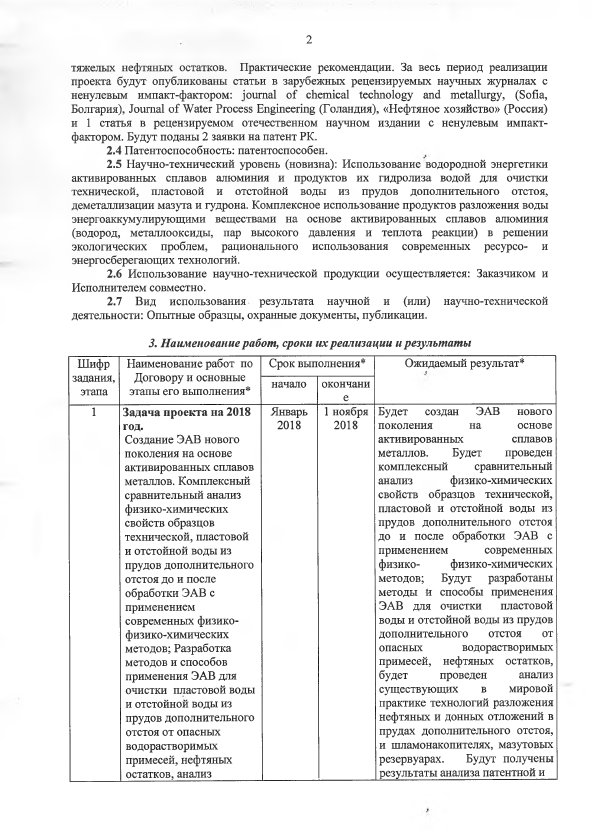 2
тяжелых нефтяных остатков. Практические рекомендации. За весь период реализации
проекта будут опубликованы статьи в зарубежных рецензируемых научных журналах с
ненулевым импакт-фактором: journal of chemical technology and metallurgy, (Sofia,
Болгария), Journal of Water Process Engineering (Голандия), «Нефтяное хозяйство» (Россия)
и 1 статья в рецензируемом отечественном научном издании с ненулевым импакт-
фактором. Будут поданы 2 заявки на патент РК.
2.4 Патентоспособность: патентоспособен.
2.5 Научно-технический уровень (новизна): Использование водородной энергетики
активированных сплавов алюминия и продуктов их гидролиза водой для очистки
технической, пластовой и отстойной воды из прудов дополнительного отстоя,
деметаллизации мазута и гудрона. Комплексное использование продуктов разложения воды
энергоаккумулирующими веществами на основе активированных сплавов алюминия
(водород, металлооксиды, пар высокого давления и теплота реакции) в решении
экологических проблем, рационального использования современных ресурсо- и
энергосберегающих технологий.
2.6 Использование научно-технической продукции осуществляется: Заказчиком и
Исполнителем совместно.
2.7 Вид использования результата научной и (или) научно-технической
деятельности: Опытные образцы, охранные документы, публикации.
3. Наименование работ, сроки их реализации и результаты
Шифр
задания,
этапа
Наименование работ по
Договору и основные
этапы его выполнения*
Срок выполнения*
начало
окончани
е
Ожидаемый результат*
1
Задача проекта на 2018
год.
Создание ЭАВ нового
поколения на основе
активированных сплавов
металлов. Комплексный
сравнительный анализ
физико-химических
свойств образцов
технической, пластовой
и отстойной воды из
прудов дополнительного
отстоя до и после
обработки ЭАВ с
применением
современных физико-
физико-химических
методов; Разработка
методов и способов
применения ЭАВ для
очистки пластовой воды
и отстойной воды из
прудов дополнительного
отстоя от опасных
водорастворимых
примесей, нефтяных
остатков, анализ
Январь
2018
1 ноября
2018
Будет создан ЭАВ нового
поколения на основе
активированных сплавов
металлов. Будет проведен
комплексный сравнительный
анализ физико-химических
свойств образцов технической,
пластовой и отстойной воды из
прудов дополнительного отстоя
до и после обработки ЭАВ с
применением современных
физико- физико-химических
методов; Будут разработаны
методы и способы применения
ЭАВ для очистки пластовой
воды и отстойной воды из прудов
дополнительного отстоя от
опасных водорастворимых
примесей, нефтяных остатков,
будет проведен анализ
существующих в мировой
практике технологий разложения
нефтяных и донных отложений в
прудах дополнительного отстоя,
и шламонакопителях, мазутовых
резервуарах. Будут получены
результаты анализа патентной и